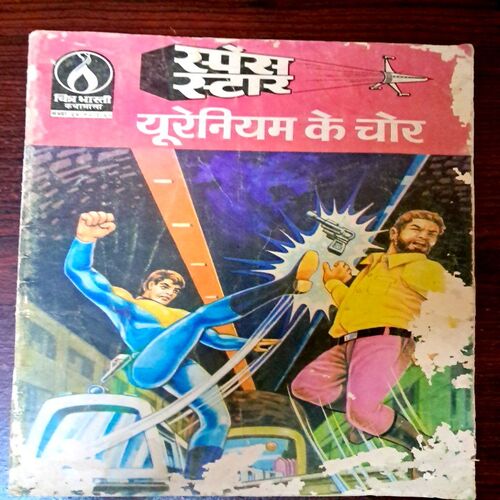 स्पेस
स्टार
चित्र भारती
कथामाला
यूरेनियम के चोर